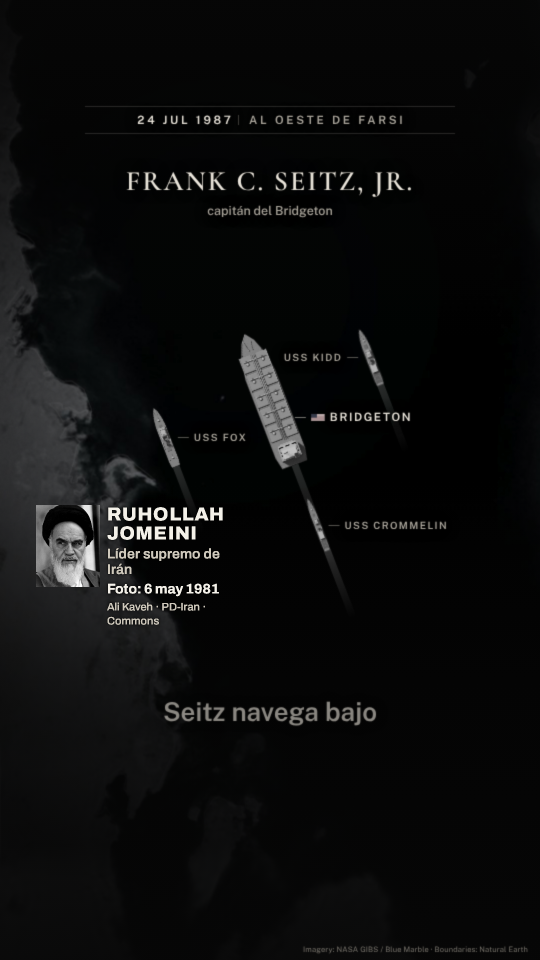 24 JUL 1987 | AL OESTE DE FARSI
FRANK C. SEITZ, JR.
capitán del Bridgeton
USS KIDD
BRIDGETON
USS FOX
USS CROMMELIN
RUHOLLAH
JOMEINI
Líder supremo de
Irán
Foto: 6 may 1981
Ali Kaveh · PD-Iran ·
Commons
Seitz navega bajo
Imagery: NASA GIBS / Blue Marble · Boundaries: Natural Earth